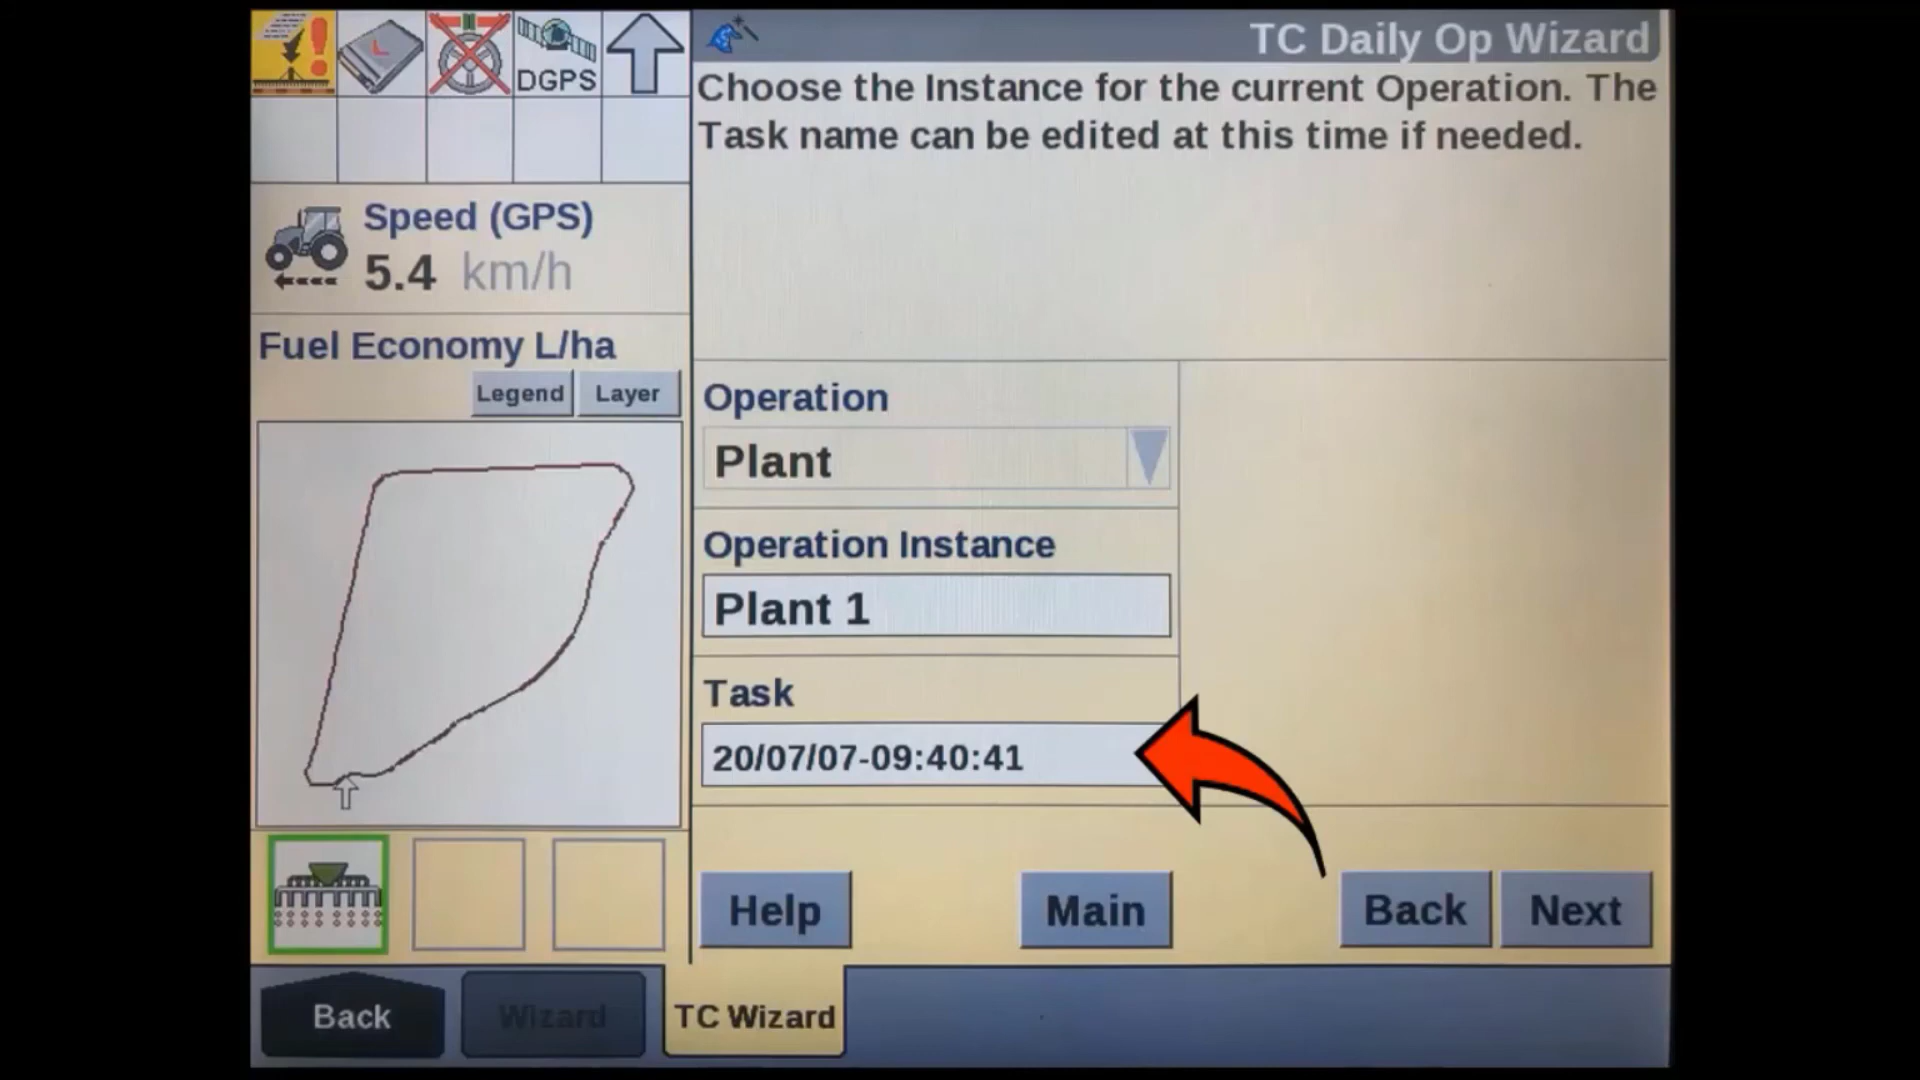 DGPS
Speed (GPS)
5.4 km/h
Fuel Economy L/ha
Legend Layer
TC Daily Op Wizard
Choose the Instance for the current Operation. The
Task name can be edited at this time if needed.
Operation
Plant
Operation Instance
Plant 1
Task
20/07/07-09:40:41
Help Main Back Next
Back Wizard TC Wizard